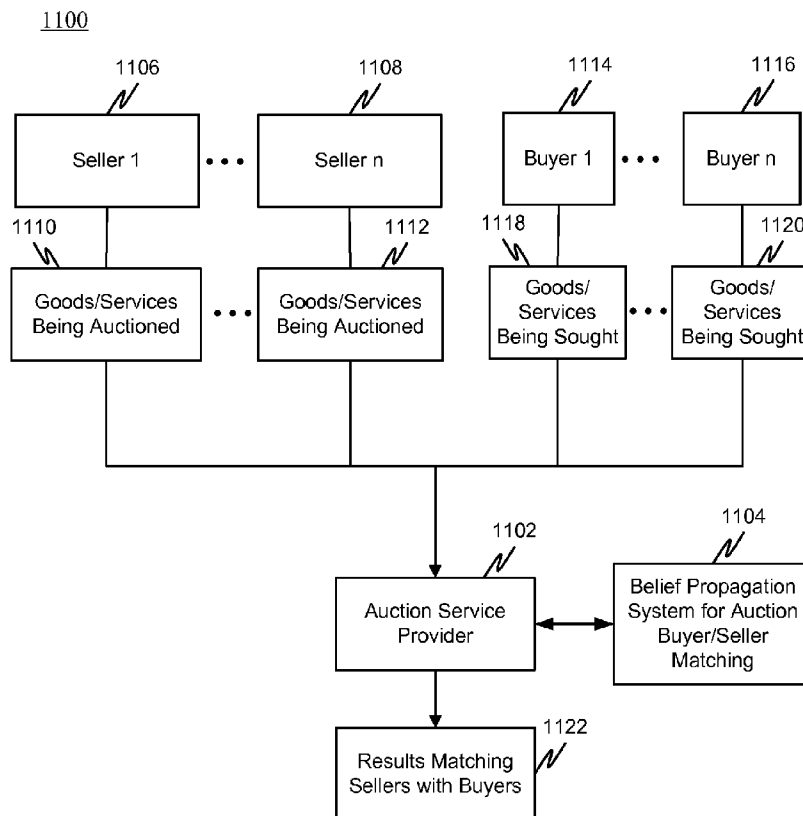 1100
1106
1108
1114
1116
Seller 1
Seller n
Buyer 1
Buyer n
1110
1112
1118
1120
Goods/Services
Being Auctioned
Goods/Services
Being Auctioned
Goods/
Services
Being Sought
Goods/
Services
Being Sought
1102
1104
Auction Service
Provider
Belief Propagation
System for Auction
Buyer/Seller
Matching
1122
Results Matching
Sellers with Buyers